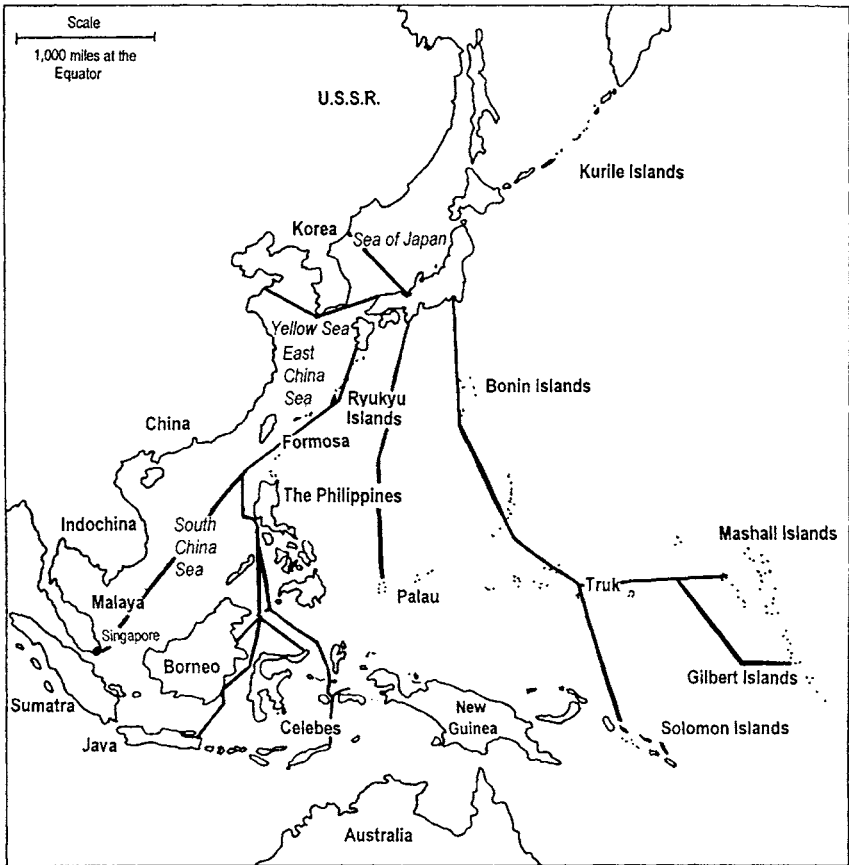 Scale
1,000 miles at the
Equator
U.S.S.R.
Kurile Islands
Korea
Sea of Japan
Yellow Sea
East
China
Sea
Ryukyu
Islands
Bonin Islands
China
Formosa
The Philippines
Indochina
South
China
Sea
Mashall Islands
Malaya
Palau
Truk
Singapore
Borneo
Gilbert Islands
Sumatra
Celebes
New
Guinea
Solomon Islands
Java
Australia